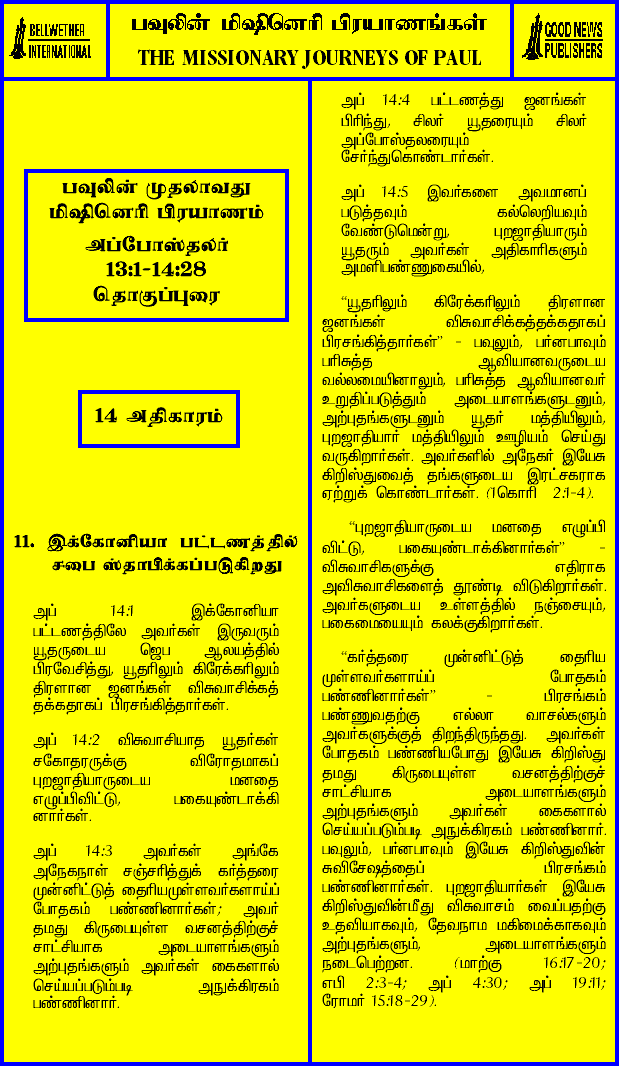 BELLWETHER
INTERNATIONAL
பவுலின் மிஷினெரி பிரயாணங்கள்
THE MISSIONARY JOURNEYS OF PAUL
GOOD NEWS
PUBLISHERS
பவுலின் முதலாவது
மிஷினெரி பிரயாணம்
அப்போஸ்தலர்
13:1-14:28
தொகுப்புரை
14 அதிகாரம்
11. இக்கோனியா பட்டணத்தில்
சபை ஸ்தாபிக்கப்படுகிறது
அப் 14:1 இக்கோனியா
பட்டணத்திலே அவர்கள் இருவரும்
யூதருடைய ஜெப ஆலயத்தில்
பிரவேசித்து, யூதரிலும் கிரேக்கரிலும்
திரளான ஜனங்கள் விசுவாசிக்கத்
தக்கதாகப் பிரசங்கித்தார்கள்.
அப் 14:2 விசுவாசியாத யூதர்கள்
சகோதரருக்கு விரோதமாகப்
புறஜாதியாருடைய மனதை
எழுப்பிவிட்டு, பகையுண்டாக்கி
னார்கள்.
அப் 14:3 அவர்கள் அங்கே
அநேகநாள் சஞ்சரித்துக் கர்த்தரை
முன்னிட்டுத் தைரியமுள்ளவர்களாய்ப்
போதகம் பண்ணினார்கள்; அவர்
தமது கிருபையுள்ள வசனத்திற்குச்
சாட்சியாக அடையாளங்களும்
அற்புதங்களும் அவர்கள் கைகளால்
செய்யப்படும்படி அநுக்கிரகம்
பண்ணினார்.
அப் 14:4 பட்டணத்து ஜனங்கள்
பிரிந்து, சிலர் யூதரையும் சிலர்
அப்போஸ்தலரையும்
சேர்ந்துகொண்டார்கள்.
அப் 14:5 இவர்களை அவமானப்
படுத்தவும் கல்லெறியவும்
வேண்டுமென்று, புறஜாதியாரும்
யூதரும் அவர்கள் அதிகாரிகளும்
அமளிபண்ணுகையில்,
“யூதரிலும் கிரேக்கரிலும் திரளான
ஜனங்கள் விசுவாசிக்கத்தக்கதாகப்
பிரசங்கித்தார்கள்” - பவுலும், பர்னபாவும்
பரிசுத்த ஆவியானவருடைய
வல்லமையினாலும், பரிசுத்த ஆவியானவர்
உறுதிப்படுத்தும் அடையாளங்களுடனும்,
அற்புதங்களுடனும் யூதர் மத்தியிலும்,
புறஜாதியார் மத்தியிலும் ஊழியம் செய்து
வருகிறார்கள். அவர்களில் அநேகர் இயேசு
கிறிஸ்துவைத் தங்களுடைய இரட்சகராக
ஏற்றுக் கொண்டார்கள். (1கொரி 2:1-4).
“புறஜாதியாருடைய மனதை எழுப்பி
விட்டு, பகையுண்டாக்கினார்கள்” -
விசுவாசிகளுக்கு எதிராக
அவிசுவாசிகளைத் தூண்டி விடுகிறார்கள்.
அவர்களுடைய உள்ளத்தில் நஞ்சையும்,
பகைமையையும் கலக்குகிறார்கள்.
“கர்த்தரை முன்னிட்டுத் தைரிய
முள்ளவர்களாய்ப் போதகம்
பண்ணினார்கள்” - பிரசங்கம்
பண்ணுவதற்கு எல்லா வாசல்களும்
அவர்களுக்குத் திறந்திருந்தது. அவர்கள்
போதகம் பண்ணியபோது இயேசு கிறிஸ்து
தமது கிருபையுள்ள வசனத்திற்குச்
சாட்சியாக அடையாளங்களும்
அற்புதங்களும் அவர்கள் கைகளால்
செய்யப்படும்படி அநுக்கிரகம் பண்ணினார்.
பவுலும், பர்னபாவும் இயேசு கிறிஸ்துவின்
சுவிசேஷத்தைப் பிரசங்கம்
பண்ணினார்கள். புறஜாதியார்கள் இயேசு
கிறிஸ்துவின்மீது விசுவாசம் வைப்பதற்கு
உதவியாகவும், தேவநாம மகிமைக்காகவும்
அற்புதங்களும், அடையாளங்களும்
நடைபெற்றன. (மாற்கு 16:17-20;
எபி 2:3-4; அப் 4:30; அப் 19:11;
ரோமர் 15:18-29).